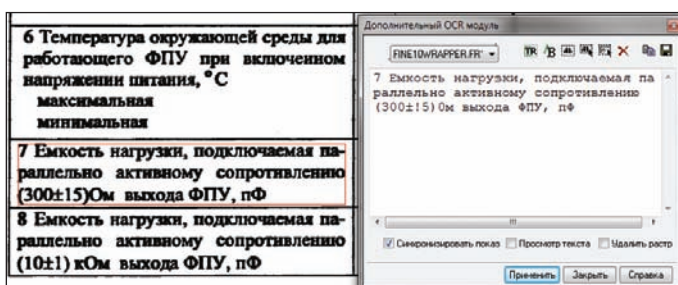 6 Температура окружающей среды для
работающего ФПУ при включенном
напряжении питания, °С
максимальная
минимальная
7 Емкость нагрузки, подключаемая па-
раллельно активному сопротивлению
(300±15)Ом выхода ФПУ, пФ
8 Емкость нагрузки, подключаемая па-
раллельно активному сопротивлению
(10±1) кОм выхода ФПУ, пФ
Дополнительный OCR модуль
FINE10WRAPPER.FR'
7 Емкость нагрузки, подключаемая па
раллельно активному сопротивлению
(300±15)Ом выхода ФПУ, пФ
Синхронизировать показ Просмотр текста Удалить растр
Применить Закрыть Справка